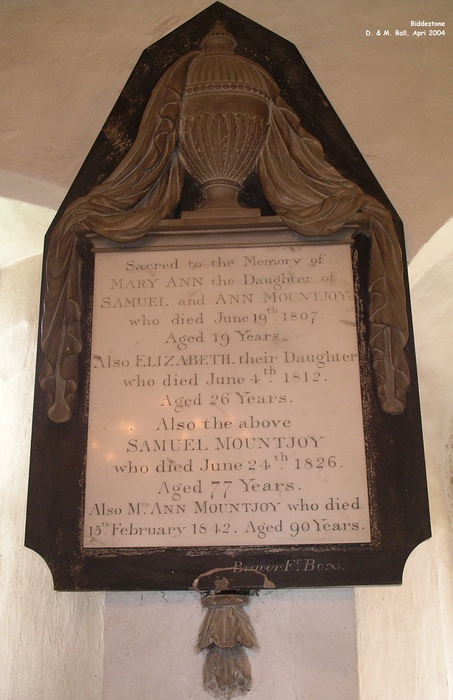 Biddestone
D. & M. Ball, Apri 2004
Sacred to the Memory of
MARY ANN the Daughter of
SAMUEL and ANN MOUNTJOY
who died June 19th. 1807.
Aged 19 Years.
Also ELIZABETH, their Daughter
who died June 4th. 1812.
Aged 26 Years.
Also the above
SAMUEL MOUNTJOY
who died June 24th. 1826.
Aged 77 Years.
Also Mrs ANN MOUNTJOY who died
15th February 1842. Aged 90 Years.
Brewer Ft. Box.